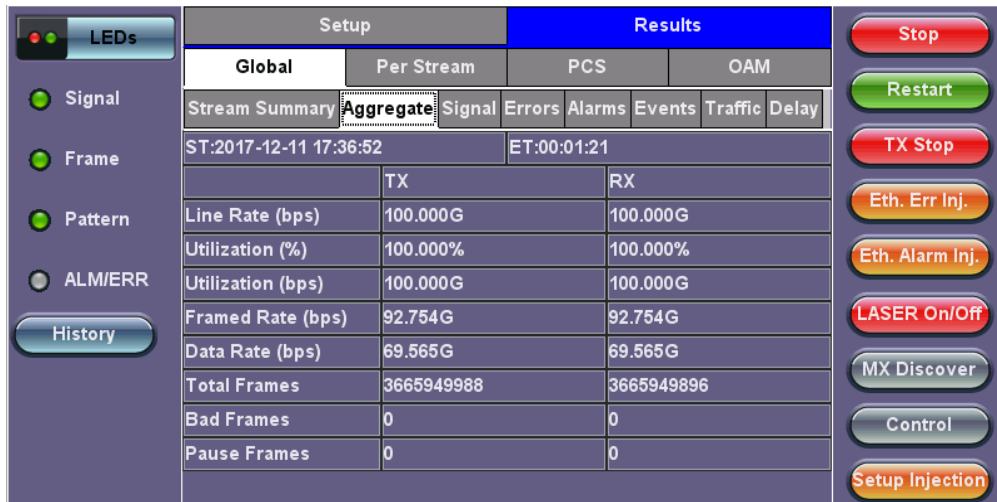 LEDs
Signal
Frame
Pattern
ALM/ERR
History
Setup Results
Global Per Stream PCS OAM
Stream Summary Aggregate Signal Errors Alarms Events Traffic Delay
ST:2017-12-11 17:36:52 ET:00:01:21
TX RX
Line Rate (bps) 100.000G 100.000G
Utilization (%) 100.000% 100.000%
Utilization (bps) 100.000G 100.000G
Framed Rate (bps) 92.754G 92.754G
Data Rate (bps) 69.565G 69.565G
Total Frames 3665949988 3665949896
Bad Frames 0 0
Pause Frames 0 0
Stop
Restart
TX Stop
Eth. Err Inj.
Eth. Alarm Inj.
LASER On/Off
MX Discover
Control
Setup Injection